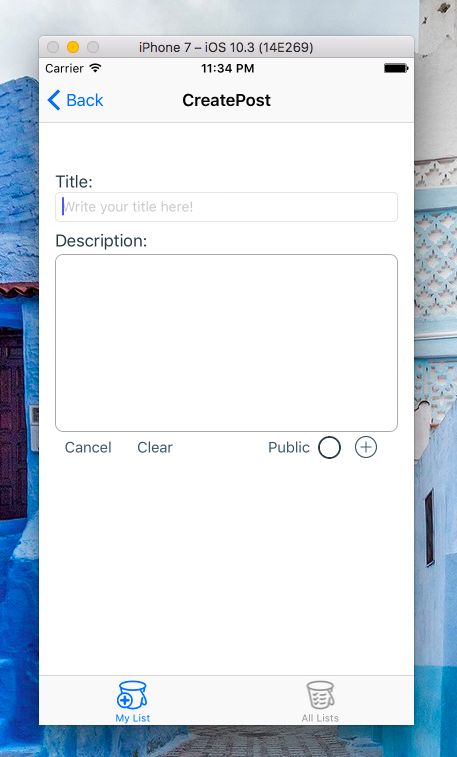 iPhone 7 – iOS 10.3 (14E269)
Carrier 11:34 PM
Back CreatePost
Title:
Write your title here!
Description:
Cancel Clear Public
My List All Lists